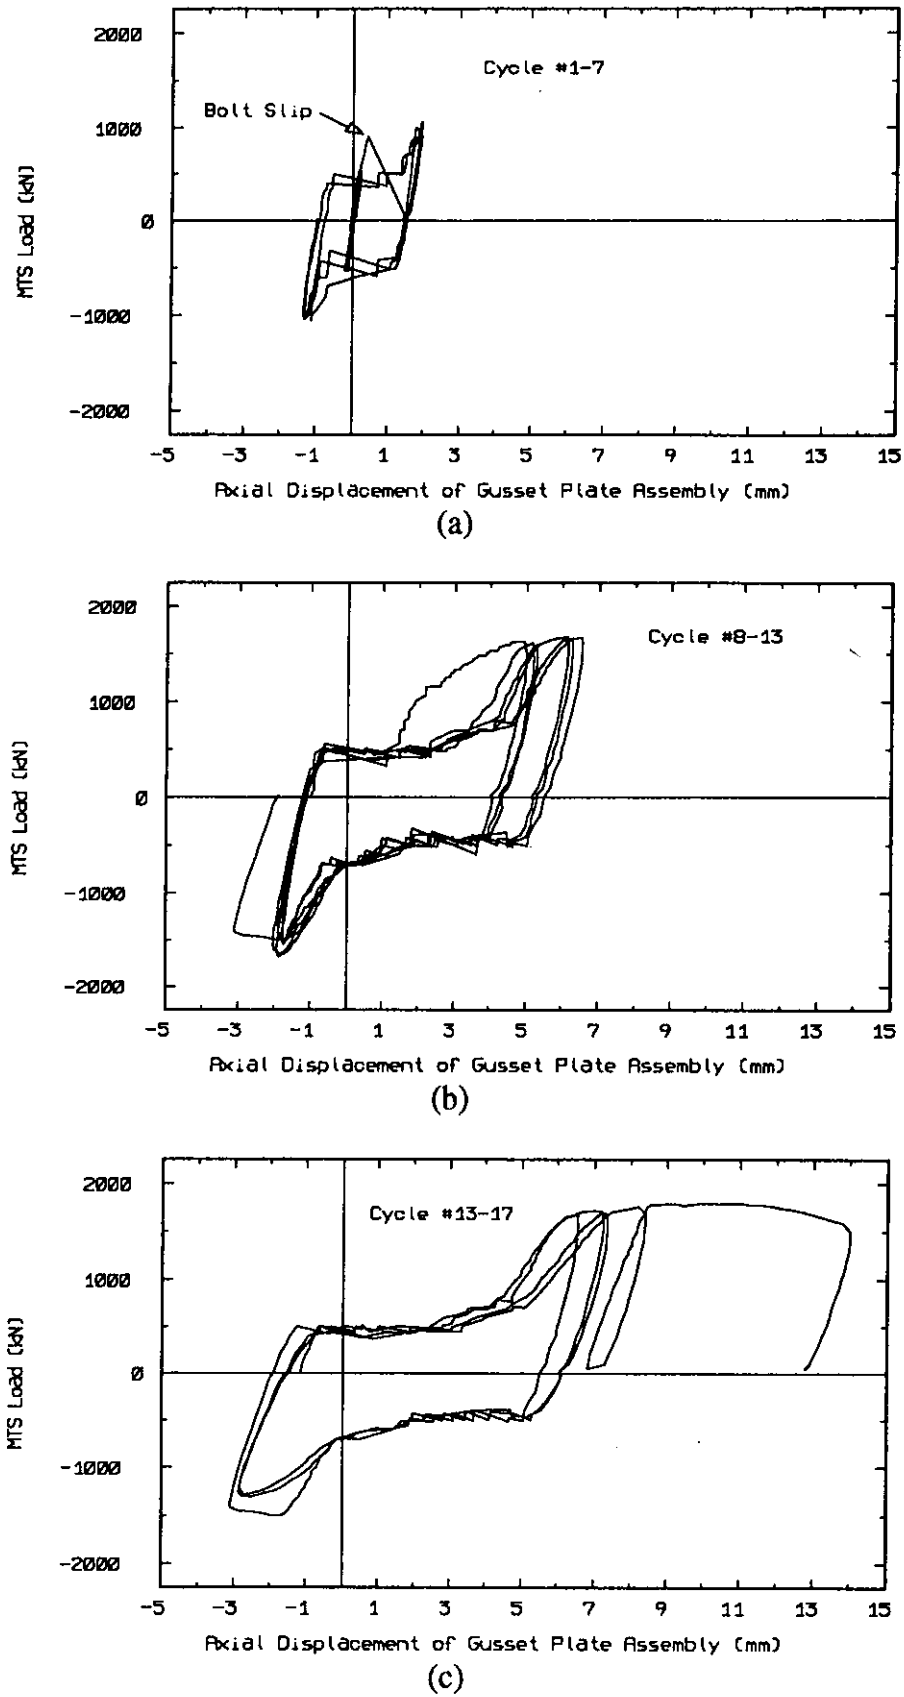 2000
Cycle #1-7
Bolt Slip
1000
0
-1000
-2000
MTS Load (kN)
-5 -3 -1 1 3 5 7 9 11 13 15
Axial Displacement of Gusset Plate Assembly (mm)
(a)
2000
Cycle #8-13
1000
0
-1000
-2000
MTS Load (kN)
-5 -3 -1 1 3 5 7 9 11 13 15
Axial Displacement of Gusset Plate Assembly (mm)
(b)
2000
Cycle #13-17
1000
0
-1000
-2000
MTS Load (kN)
-5 -3 -1 1 3 5 7 9 11 13 15
Axial Displacement of Gusset Plate Assembly (mm)
(c)